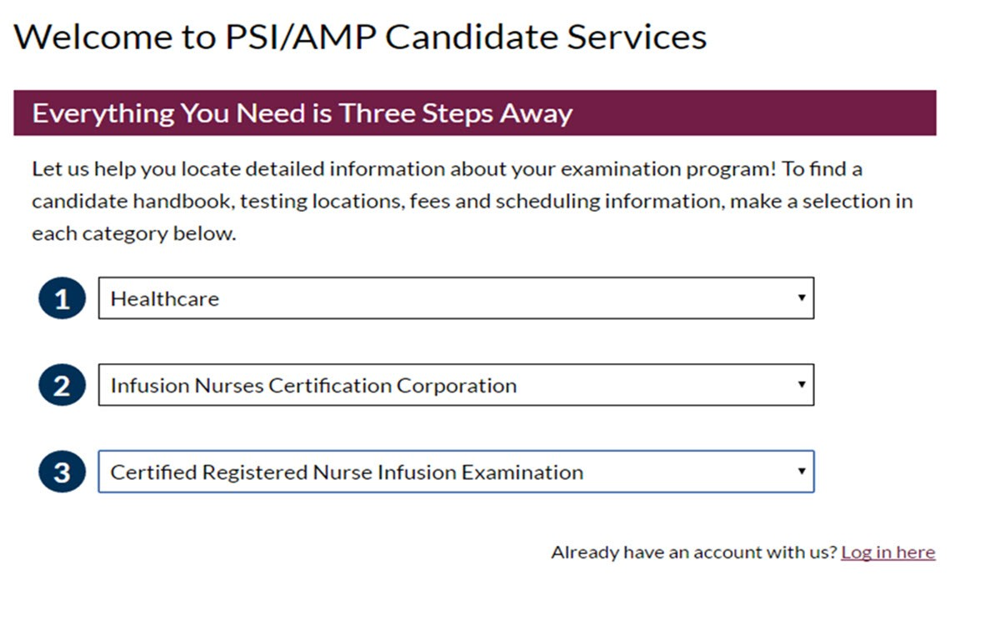 Welcome to PSI/AMP Candidate Services
Everything You Need is Three Steps Away
Let us help you locate detailed information about your examination program! To find a
candidate handbook, testing locations, fees and scheduling information, make a selection in
each category below.
1 Healthcare
2 Infusion Nurses Certification Corporation
3 Certified Registered Nurse Infusion Examination
Already have an account with us? Log in here